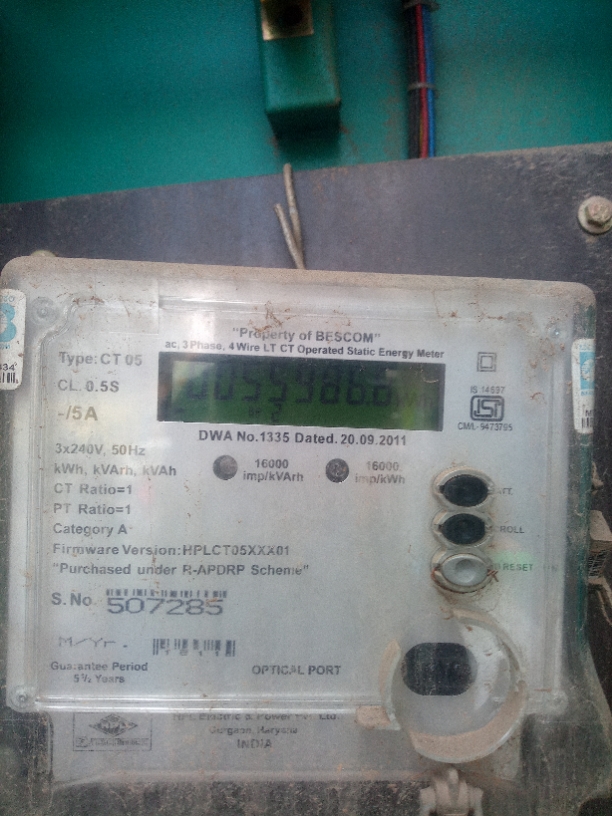 "Property of BESCOM"
ac, 3 Phase, 4 Wire LT CT Operated Static Energy Meter
Type: CT 05
CL. 0.5S
-/5A
IS 14697
ISI
DWA No.1335 Dated. 20.09.2011
3x240V, 50Hz
kWh, kVArh, kVAh
16000
imp/kVArh
16000
imp/kWh
CT Ratio=1
PT Ratio=1
Category A
Firmware Version: HPLCT05XXX01
"Purchased under R-APDRP Scheme"
RESET
S.No 507285
M/Yr.
Guarantee Period
5½ Years
OPTICAL PORT
Gurgaon, Haryana
INDIA